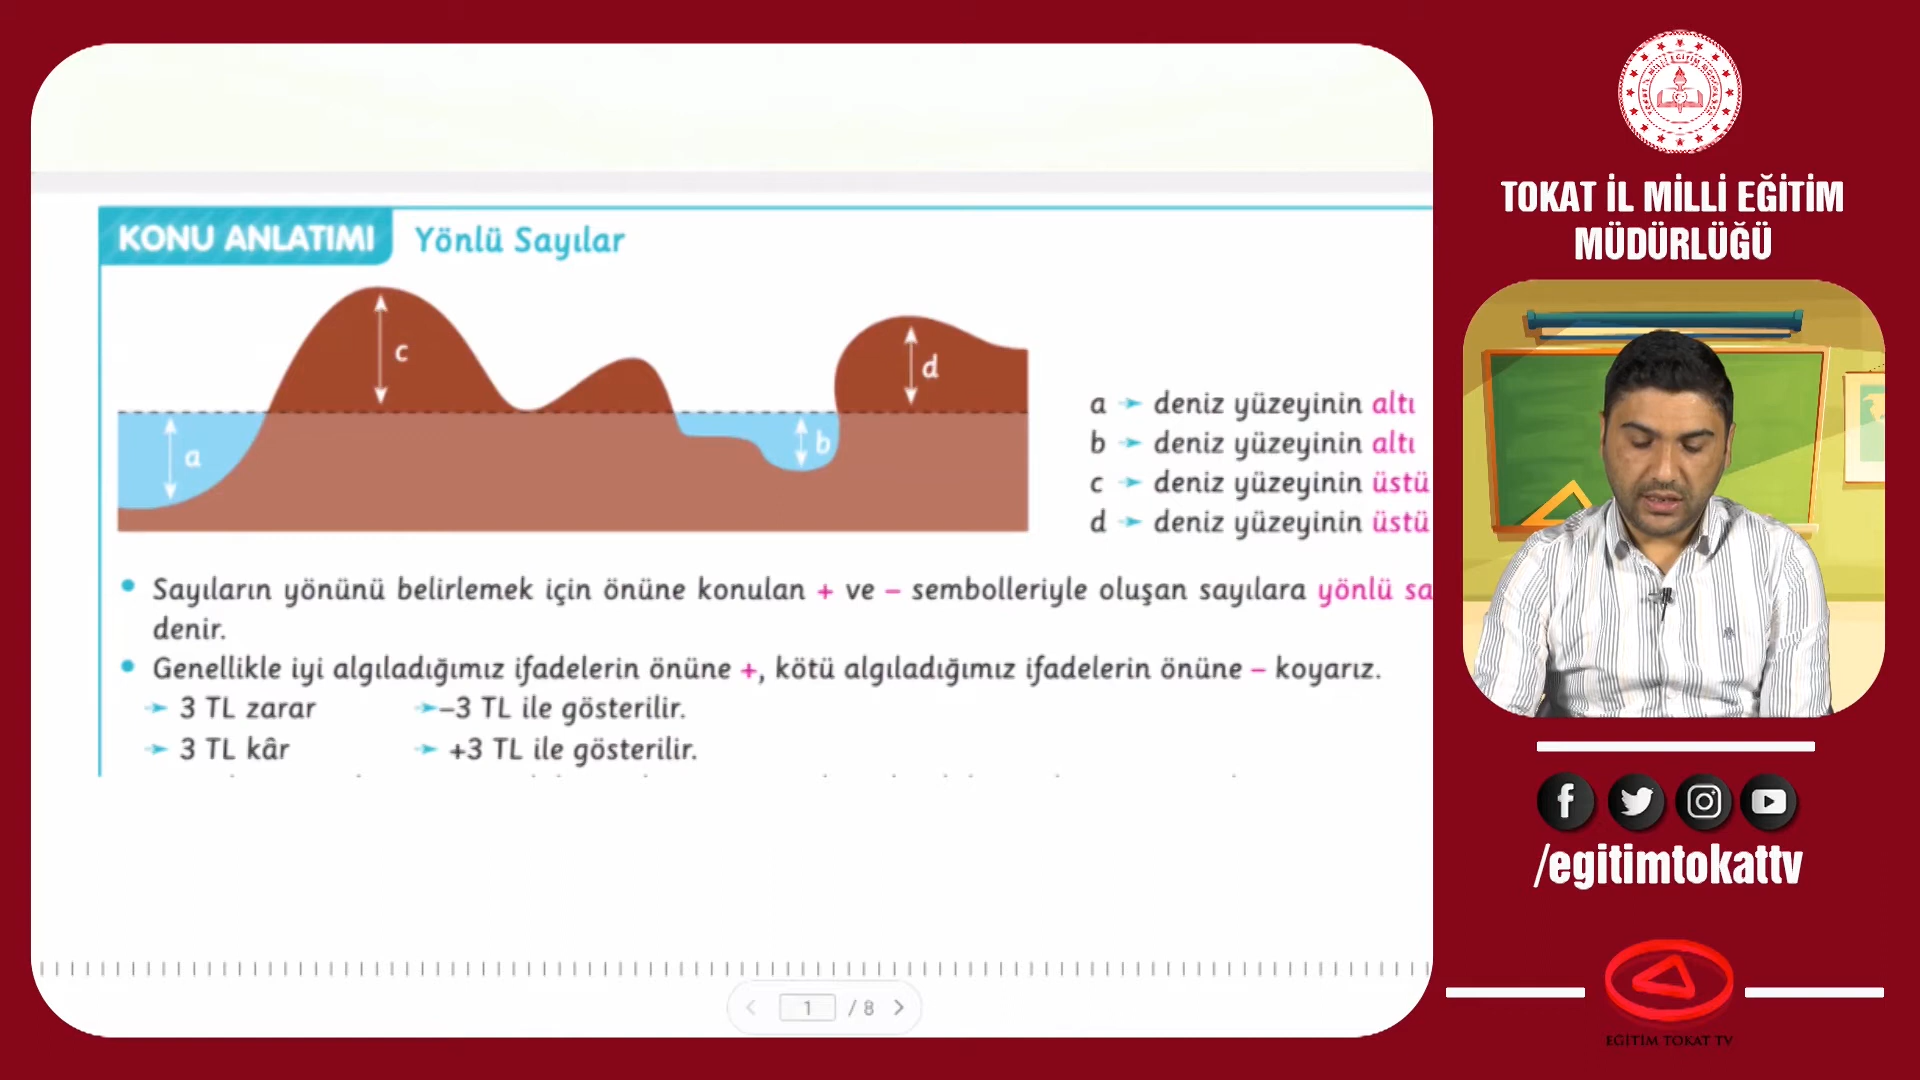 KONU ANLATIMI Yönlü Sayılar
c
d
a
b
a deniz yüzeyinin altı
b deniz yüzeyinin altı
c deniz yüzeyinin üstü
d deniz yüzeyinin üstü
Sayıların yönünü belirlemek için önüne konulan + ve – sembolleriyle oluşan sayılara yönlü sa
denir.
Genellikle iyi algıladığımız ifadelerin önüne +, kötü algıladığımız ifadelerin önüne – koyarız.
3 TL zarar –3 TL ile gösterilir.
3 TL kâr +3 TL ile gösterilir.
1 / 8
TOKAT İL MİLLİ EĞİTİM
MÜDÜRLÜĞÜ
/egitimtokattv
EĞİTİM TOKAT TV